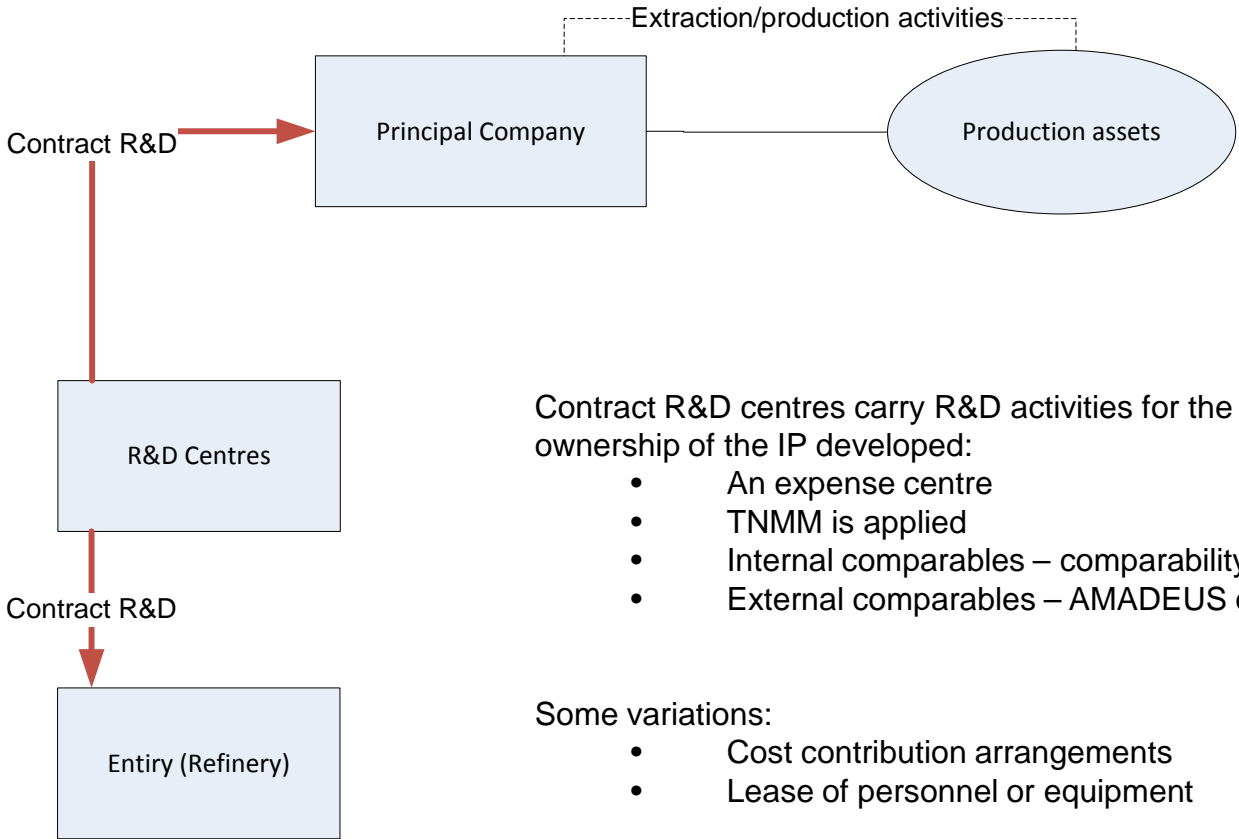 Extraction/production activities
Contract R&D
Principal Company
Production assets
R&D Centres
Contract R&D
Entiry (Refinery)
Contract R&D centres carry R&D activities for the
ownership of the IP developed:
• An expense centre
• TNMM is applied
• Internal comparables – comparability
• External comparables – AMADEUS
Some variations:
• Cost contribution arrangements
• Lease of personnel or equipment